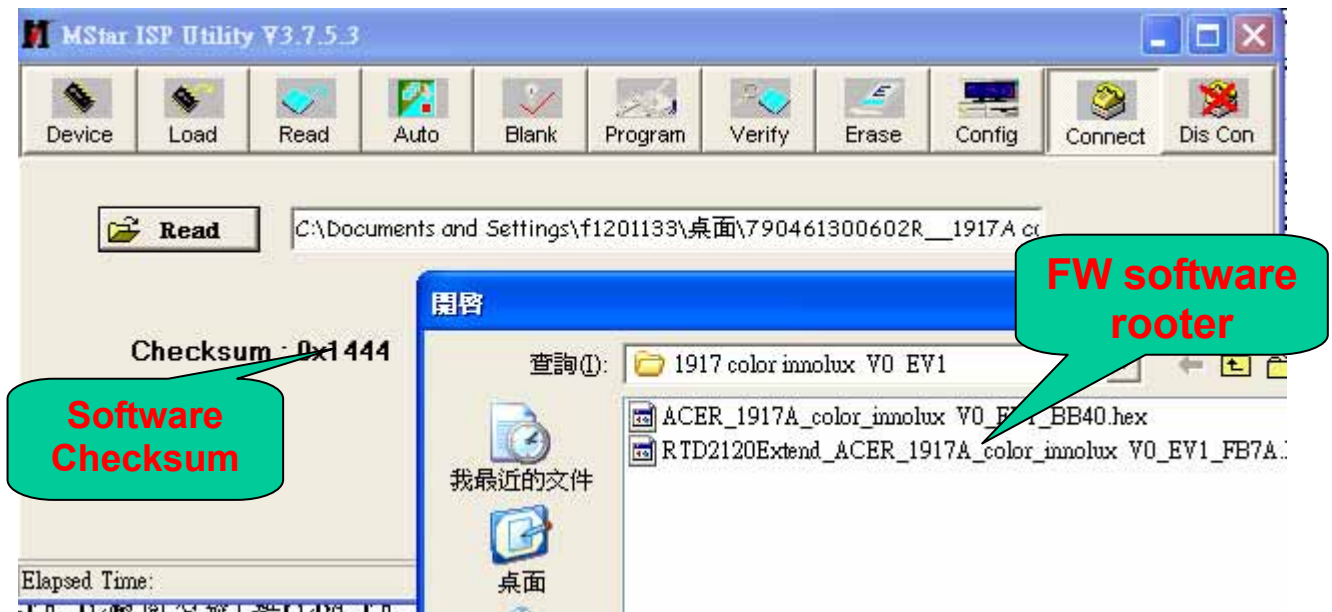 MStar ISP Utility V3.7.5.3
Device Load Read Auto Blank Program Verify Erase Config Connect Dis Con
Read C:\Documents and Settings\f1201133\桌面\790461300602R__1917A
FW software
rooter
開啓
Checksum : 0x1444
查詢(I): 1917 color innolux V0 EV1
Software
Checksum
ACER_1917A_color_innolux V0_EV1_BB40.hex
RTD2120Extend_ACER_1917A_color_innolux V0_EV1_FB7A.
我最近的文件
桌面
Elapsed Time: